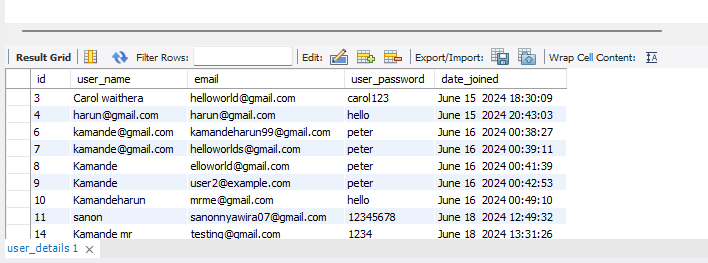 Result Grid Filter Rows: Edit: Export/Import: Wrap Cell Content: IA
id user_name email user_password date_joined
3 Carol waithera helloworld@gmail.com carol123 June 15 2024 18:30:09
4 harun@gmail.com harun@gmail.com hello June 15 2024 20:43:03
6 kamande@gmail.com kamandeharun99@gmail.com peter June 16 2024 00:38:27
7 kamande@gmail.com helloworlds@gmail.com peter June 16 2024 00:39:11
8 Kamande elloworld@gmail.com peter June 16 2024 00:41:39
9 Kamande user2@example.com peter June 16 2024 00:42:53
10 Kamandeharun mrme@gmail.com hello June 16 2024 00:49:10
11 sanon sanonnyawira07@gmail.com 12345678 June 18 2024 12:49:32
14 Kamande mr testing@gmail.com 1234 June 18 2024 13:31:26
user_details 1